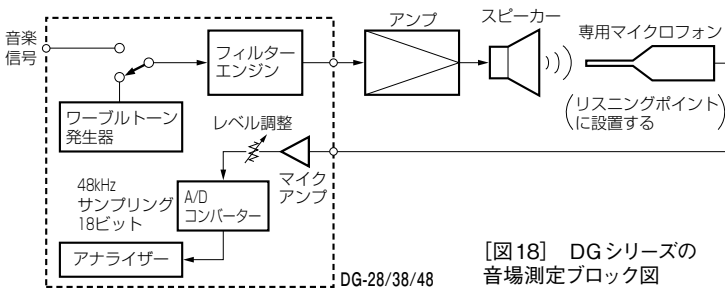 音楽
信号
フィルター
エンジン
アンプ
スピーカー
専用マイクロフォン
(リスニングポイント
に設置する)
ワーブルトーン
発生器
レベル調整
マイク
アンプ
48kHz
サンプリング
18ビット
A/D
コンバーター
アナライザー
DG-28/38/48
[図18] DGシリーズの
音場測定ブロック図